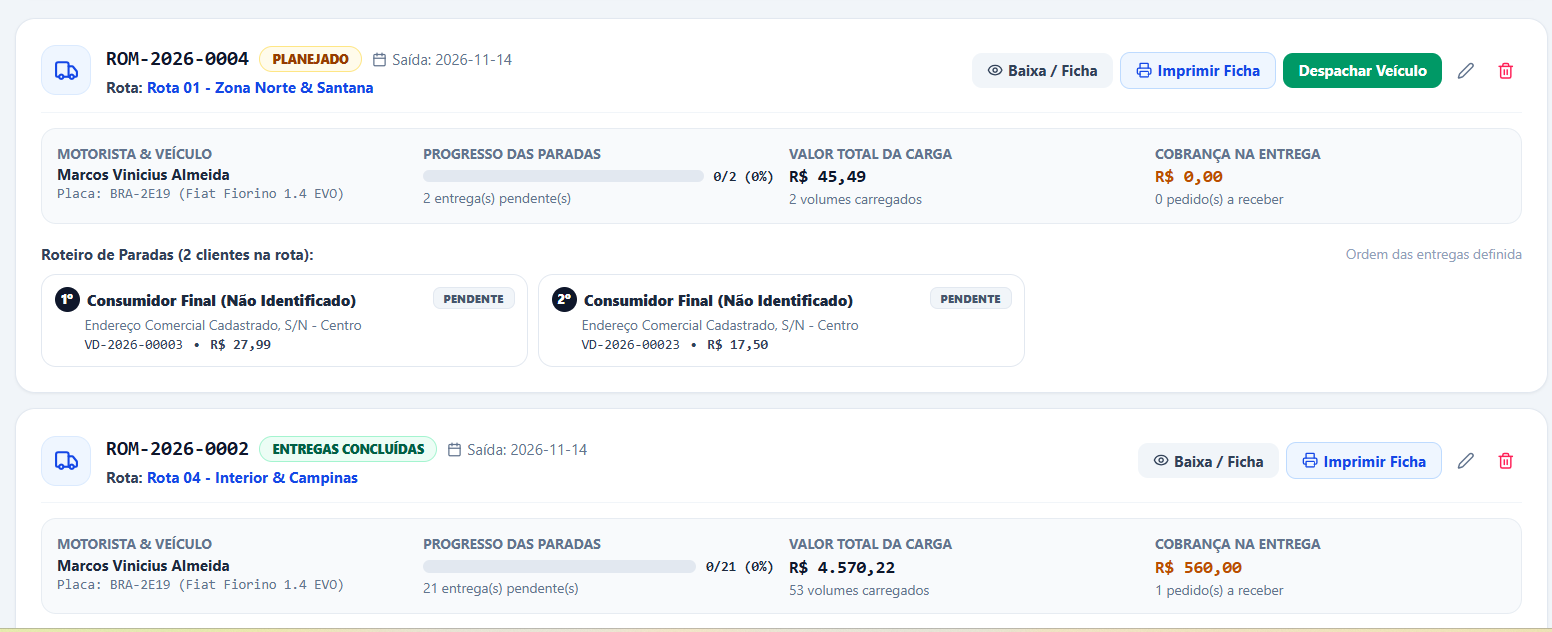 ROM-2026-0004 PLANEJADO Saída: 2026-11-14
Rota: Rota 01 - Zona Norte & Santana
Baixa / Ficha Imprimir Ficha Despachar Veículo
MOTORISTA & VEÍCULO
Marcos Vinicius Almeida
Placa: BRA-2E19 (Fiat Fiorino 1.4 EVO)
PROGRESSO DAS PARADAS
0/2 (0%)
2 entrega(s) pendente(s)
VALOR TOTAL DA CARGA
R$ 45,49
2 volumes carregados
COBRANÇA NA ENTREGA
R$ 0,00
0 pedido(s) a receber
Roteiro de Paradas (2 clientes na rota): Ordem das entregas definida
1º Consumidor Final (Não Identificado) PENDENTE
Endereço Comercial Cadastrado, S/N - Centro
VD-2026-00003 • R$ 27,99
2º Consumidor Final (Não Identificado) PENDENTE
Endereço Comercial Cadastrado, S/N - Centro
VD-2026-00023 • R$ 17,50
ROM-2026-0002 ENTREGAS CONCLUÍDAS Saída: 2026-11-14
Rota: Rota 04 - Interior & Campinas
Baixa / Ficha Imprimir Ficha
MOTORISTA & VEÍCULO
Marcos Vinicius Almeida
Placa: BRA-2E19 (Fiat Fiorino 1.4 EVO)
PROGRESSO DAS PARADAS
0/21 (0%)
21 entrega(s) pendente(s)
VALOR TOTAL DA CARGA
R$ 4.570,22
53 volumes carregados
COBRANÇA NA ENTREGA
R$ 560,00
1 pedido(s) a receber